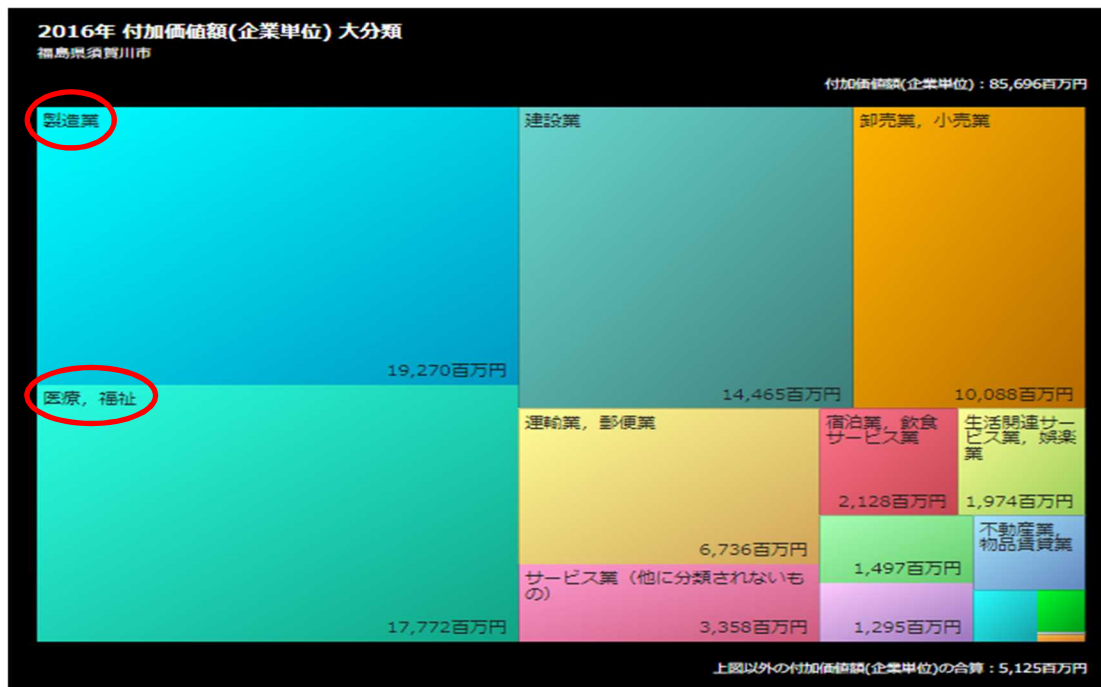 2016年 付加価値額(企業単位) 大分類
福島県須賀川市
付加価値額(企業単位)：85,696百万円
製造業
19,270百万円
医療，福祉
17,772百万円
建設業
14,465百万円
卸売業，小売業
10,088百万円
運輸業，郵便業
6,736百万円
サービス業（他に分類されないも
の）
3,358百万円
宿泊業，飲食
サービス業
2,128百万円
生活関連サー
ビス業，娯楽
業
1,974百万円
1,497百万円
1,295百万円
不動産業，
物品賃貸業
上図以外の付加価値額(企業単位)の合算：5,125百万円